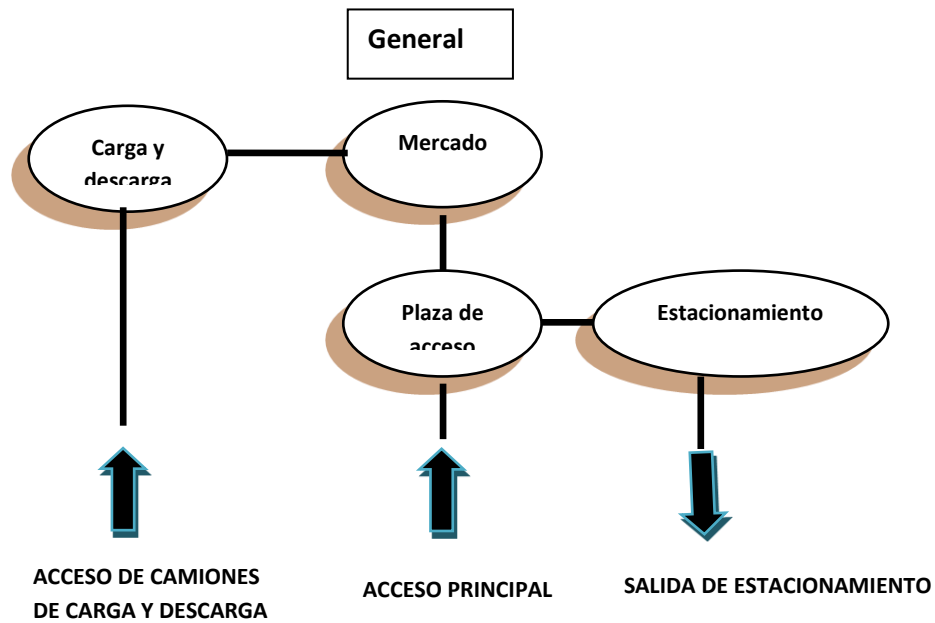 General
Carga y
descarga
Mercado
Plaza de
acceso
Estacionamiento
ACCESO DE CAMIONES
DE CARGA Y DESCARGA
ACCESO PRINCIPAL
SALIDA DE ESTACIONAMIENTO